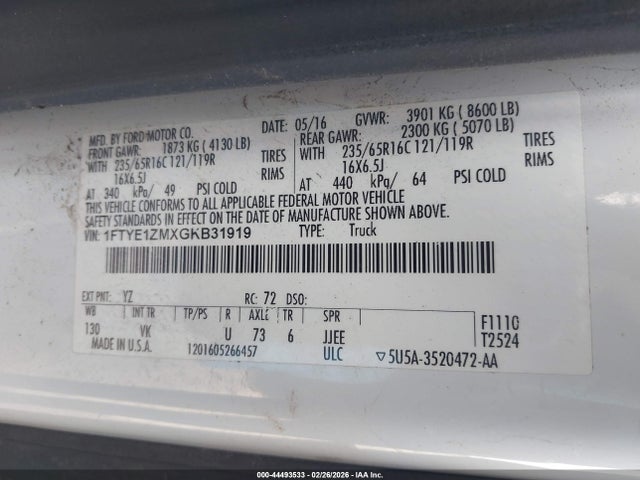 MFD. BY FORD MOTOR CO.
FRONT GAWR: 1873 KG ( 4130 LB)
WITH 235/65R16C 121/119R TIRES
16X6.5J RIMS
AT 340 kPa/ 49 PSI COLD
DATE: 05/16 GVWR: 3901 KG ( 8600 LB)
REAR GAWR: 2300 KG ( 5070 LB)
WITH 235/65R16C 121/119R TIRES
16X6.5J RIMS
AT 440 kPa/ 64 PSI COLD
THIS VEHICLE CONFORMS TO ALL APPLICABLE FEDERAL MOTOR VEHICLE
SAFETY STANDARDS IN EFFECT ON THE DATE OF MANUFACTURE SHOWN ABOVE.
VIN: 1FTYE1ZMXGKB31919 TYPE: Truck
EXT PNT: YZ RC: 72 DSO:
WB INT TR TP/PS R AXLE TR SPR
130 VK U 73 6 JJEE
F111G
T2524
MADE IN U.S.A. 1201605266457 ULC ▽5U5A-3520472-AA
000-44493533 - 02/26/2026 - IAA Inc.